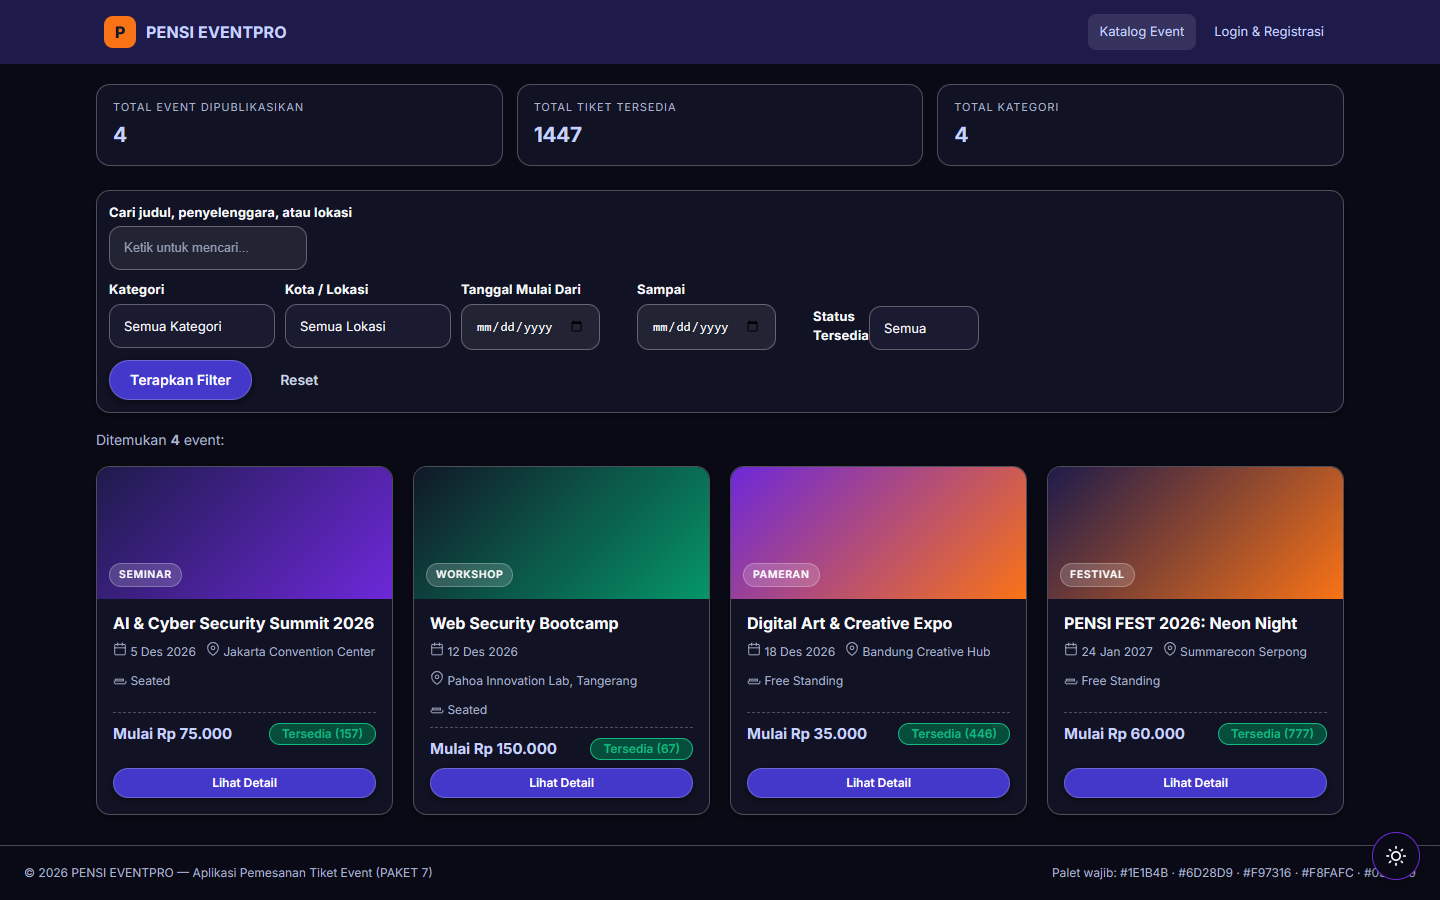 P PENSI EVENTPRO
Katalog Event Login & Registrasi
TOTAL EVENT DIPUBLIKASIKAN
4
TOTAL TIKET TERSEDIA
1447
TOTAL KATEGORI
4
Cari judul, penyelenggara, atau lokasi
Ketik untuk mencari...
Kategori
Semua Kategori
Kota / Lokasi
Semua Lokasi
Tanggal Mulai Dari
mm/dd/yyyy
Sampai
mm/dd/yyyy
Status
Tersedia
Semua
Terapkan Filter
Reset
Ditemukan 4 event:
SEMINAR
AI & Cyber Security Summit 2026
5 Des 2026 Jakarta Convention Center
Seated
Mulai Rp 75.000 Tersedia (157)
Lihat Detail
WORKSHOP
Web Security Bootcamp
12 Des 2026
Pahoa Innovation Lab, Tangerang
Seated
Mulai Rp 150.000 Tersedia (67)
Lihat Detail
PAMERAN
Digital Art & Creative Expo
18 Des 2026 Bandung Creative Hub
Free Standing
Mulai Rp 35.000 Tersedia (446)
Lihat Detail
FESTIVAL
PENSI FEST 2026: Neon Night
24 Jan 2027 Summarecon Serpong
Free Standing
Mulai Rp 60.000 Tersedia (777)
Lihat Detail
© 2026 PENSI EVENTPRO — Aplikasi Pemesanan Tiket Event (PAKET 7)
Palet wajib: #1E1B4B · #6D28D9 · #F97316 · #F8FAFC ·